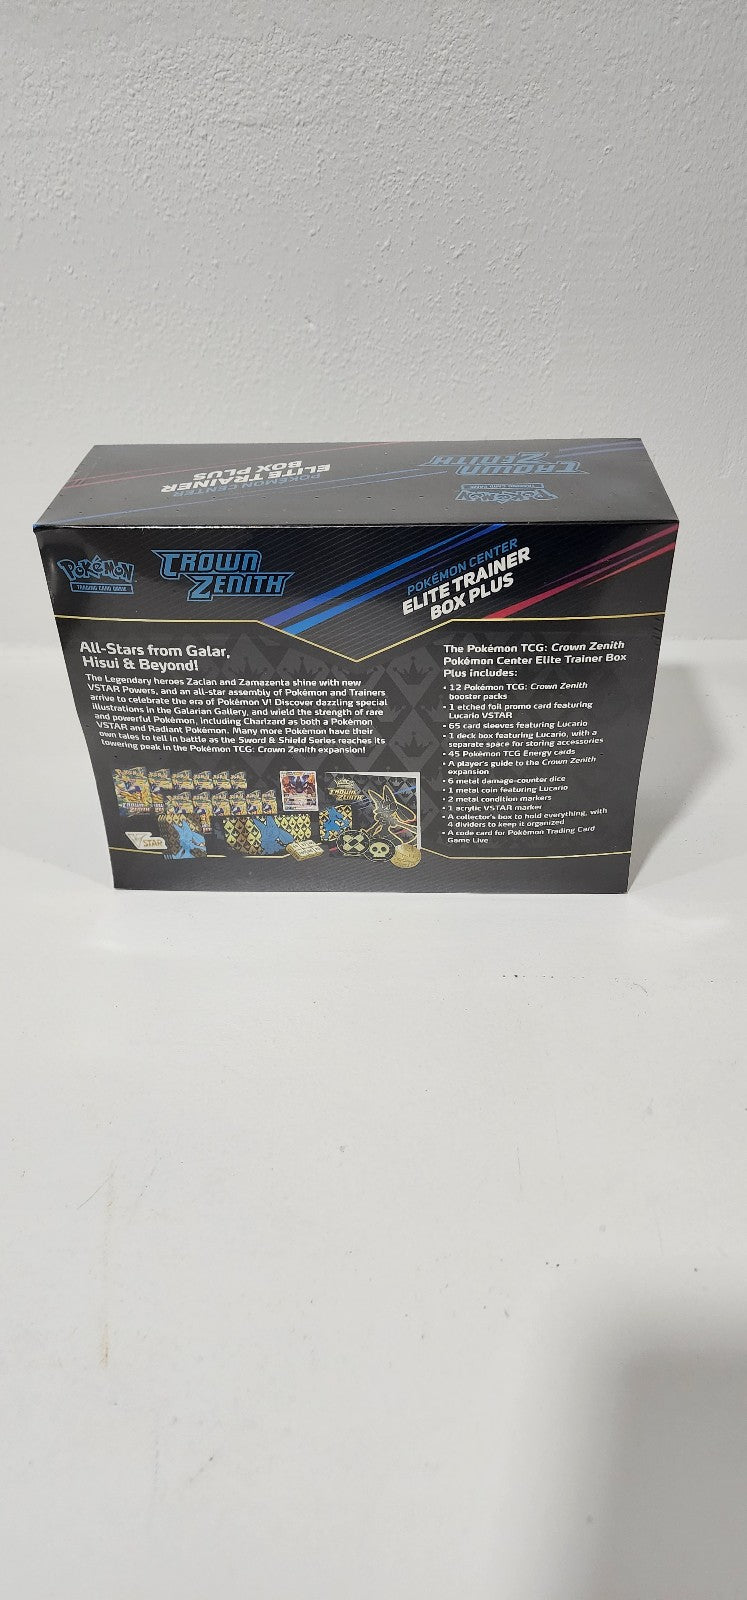 POKÉMON CENTER
ELITE TRAINER
BOX PLUS
CROWN
ZENITH
Pokémon
TRADING CARD GAME
Pokémon
TRADING CARD GAME
CROWN
ZENITH
POKÉMON CENTER
ELITE TRAINER
BOX PLUS
All-Stars from Galar,
Hisui & Beyond!
The Legendary heroes Zacian and Zamazenta shine with new
VSTAR Powers, and an all-star assembly of Pokémon and Trainers
arrive to celebrate the era of Pokémon V! Discover dazzling special
illustrations in the Galarian Gallery, and wield the strength of rare
and powerful Pokémon, including Charizard as both a Pokémon
VSTAR and Radiant Pokémon. Many more Pokémon have their
own tales to tell in battle as the Sword & Shield Series reaches its
towering peak in the Pokémon TCG: Crown Zenith expansion!
The Pokémon TCG: Crown Zenith
Pokémon Center Elite Trainer Box
Plus includes:
• 12 Pokémon TCG: Crown Zenith
booster packs
• 1 etched foil promo card featuring
Lucario VSTAR
• 65 card sleeves featuring Lucario
• 1 deck box featuring Lucario, with a
separate space for storing accessories
• 45 Pokémon TCG Energy cards
• A player's guide to the Crown Zenith
expansion
• 6 metal damage-counter dice
• 1 metal coin featuring Lucario
• 2 metal condition markers
• 1 acrylic VSTAR marker
• A collector's box to hold everything, with
4 dividers to keep it organized
• A code card for Pokémon Trading Card
Game Live
CROWN
ZENITH
STAR